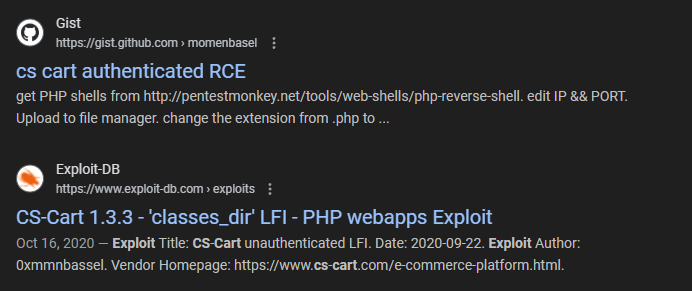 Gist
https://gist.github.com › momenbasel
cs cart authenticated RCE
get PHP shells from http://pentestmonkey.net/tools/web-shells/php-reverse-shell. edit IP && PORT.
Upload to file manager. change the extension from .php to ...
Exploit-DB
https://www.exploit-db.com › exploits
CS-Cart 1.3.3 - 'classes_dir' LFI - PHP webapps Exploit
Oct 16, 2020 — Exploit Title: CS-Cart unauthenticated LFI. Date: 2020-09-22. Exploit Author:
0xmmnbassel. Vendor Homepage: https://www.cs-cart.com/e-commerce-platform.html.